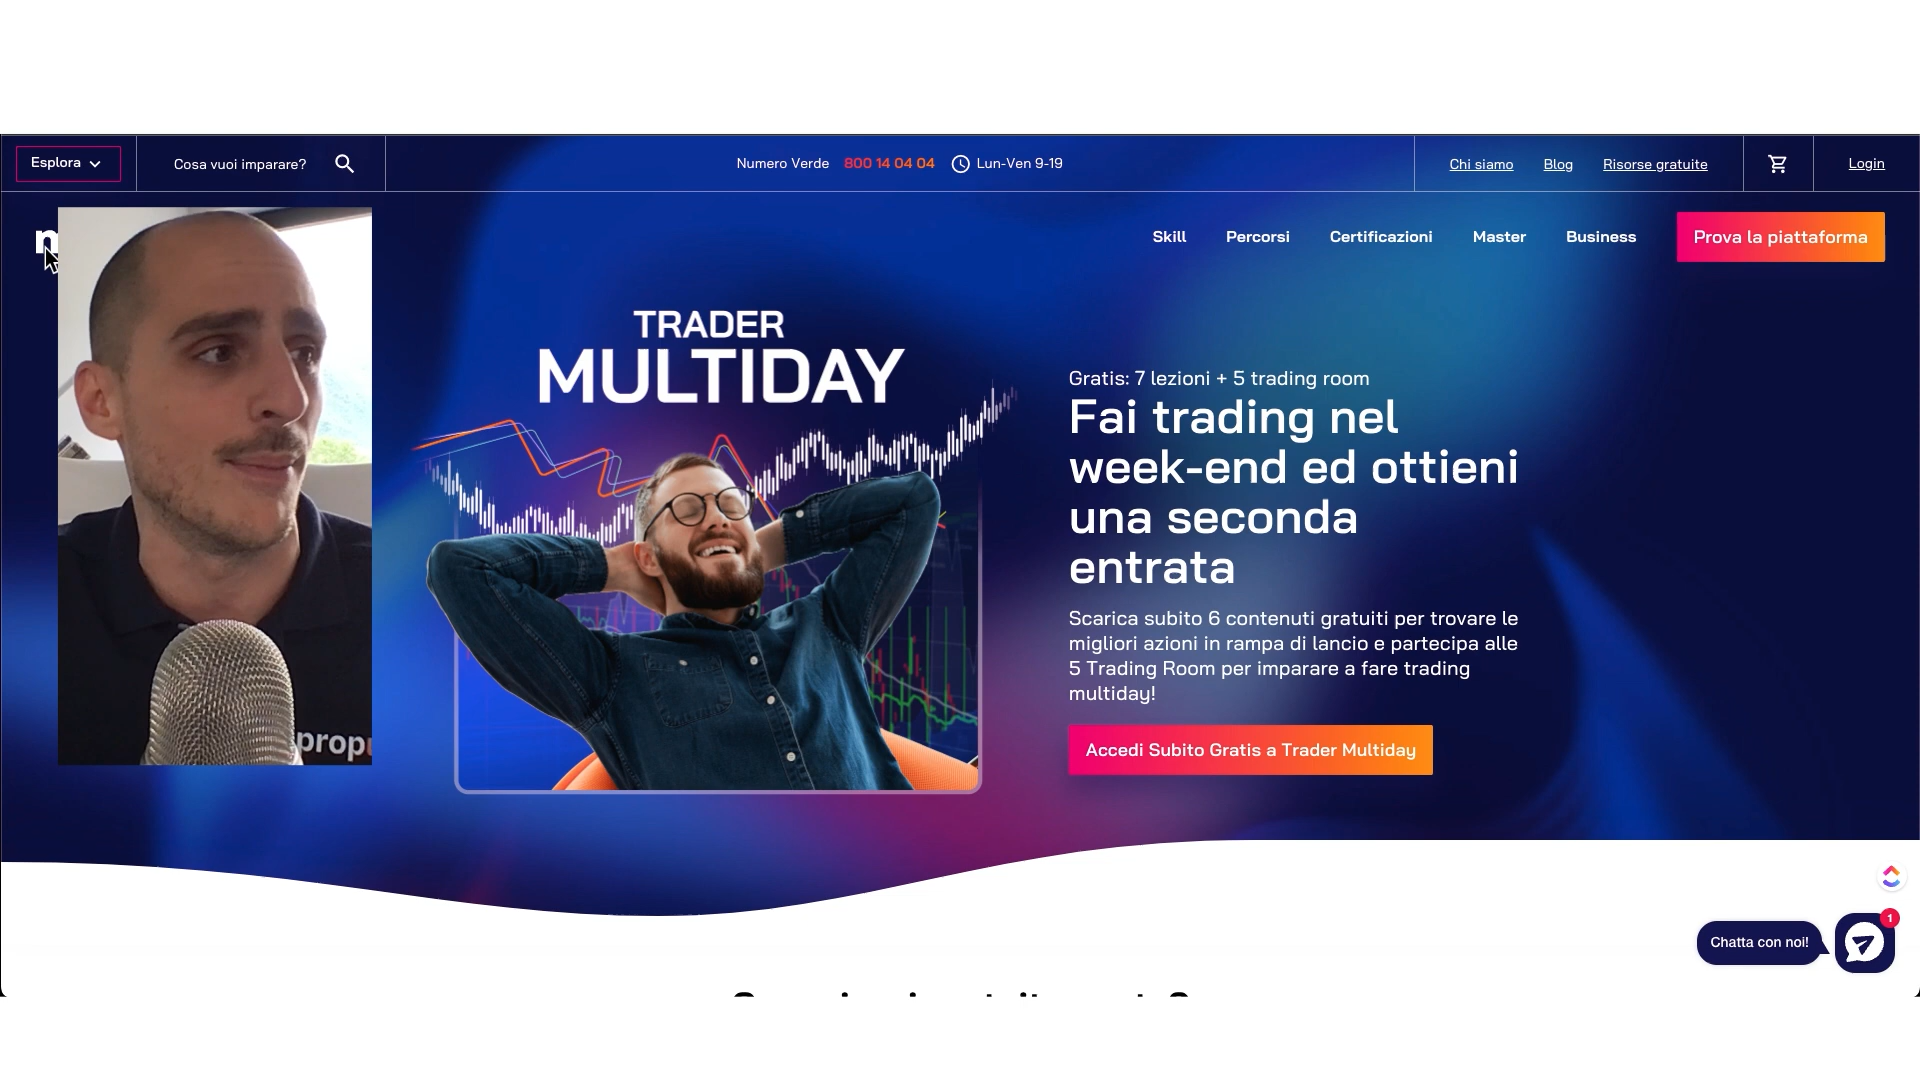 Esplora
Cosa vuoi imparare?
Numero Verde 800 14 04 04 Lun-Ven 9-19
Chi siamo Blog Risorse gratuite
Login
Skill Percorsi Certificazioni Master Business Prova la piattaforma
TRADER
MULTIDAY
Gratis: 7 lezioni + 5 trading room
Fai trading nel
week-end ed ottieni
una seconda
entrata
Scarica subito 6 contenuti gratuiti per trovare le
migliori azioni in rampa di lancio e partecipa alle
5 Trading Room per imparare a fare trading
multiday!
Accedi Subito Gratis a Trader Multiday
Chatta con noi!
1